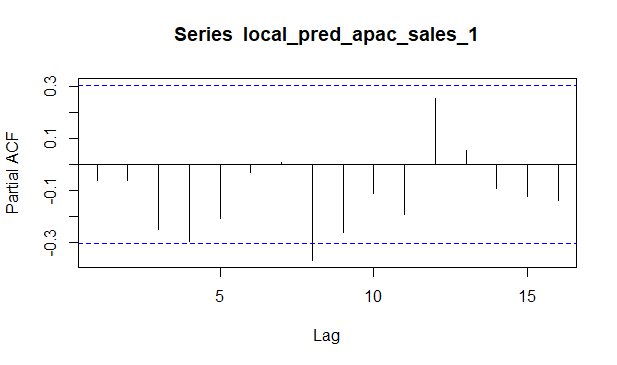 Series local_pred_apac_sales_1
Partial ACF
0.3
0.1
-0.1
-0.3
5 10 15
Lag